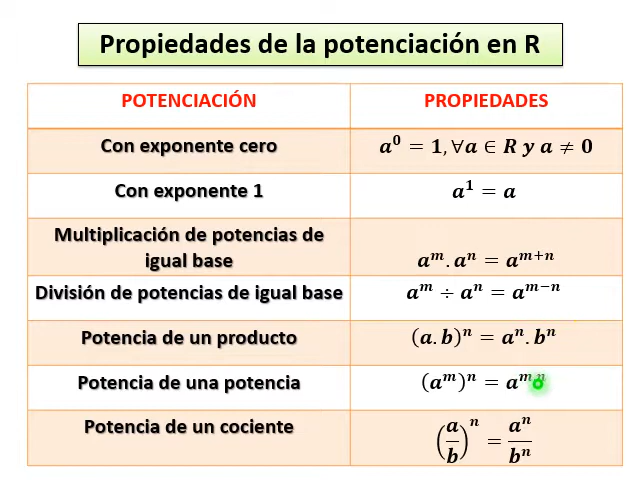 Propiedades de la potenciación en R
POTENCIACIÓN PROPIEDADES
Con exponente cero a⁰ = 1, ∀a ∈ R y a ≠ 0
Con exponente 1 a¹ = a
Multiplicación de potencias de
igual base aᵐ. aⁿ = aᵐ⁺ⁿ
División de potencias de igual base aᵐ ÷ aⁿ = aᵐ⁻ⁿ
Potencia de un producto (a. b)ⁿ = aⁿ. bⁿ
Potencia de una potencia (aᵐ)ⁿ = aᵐ·ⁿ
Potencia de un cociente (a/b)ⁿ = aⁿ/bⁿ